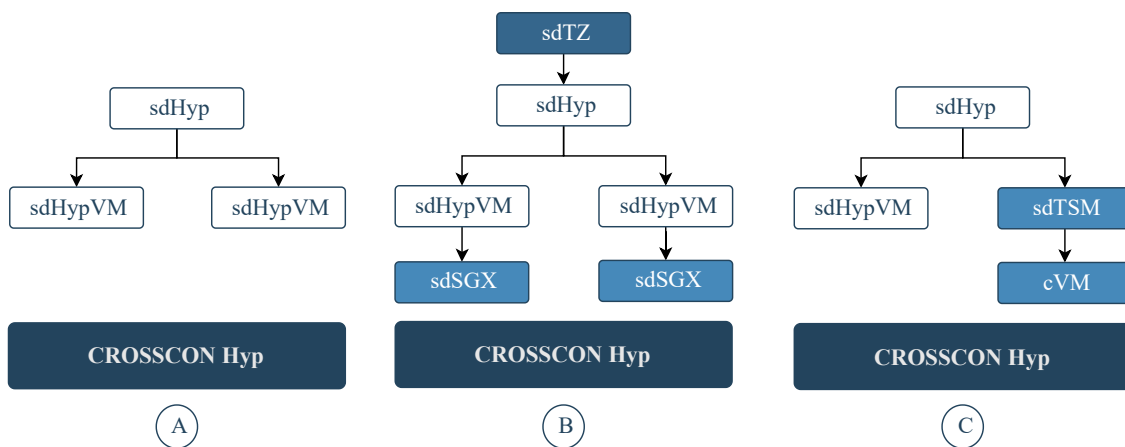 sdHyp
sdHypVM
sdHypVM
CROSSCON Hyp
A
sdTZ
sdHyp
sdHypVM
sdHypVM
sdSGX
sdSGX
CROSSCON Hyp
B
sdHyp
sdHypVM
sdTSM
cVM
CROSSCON Hyp
C